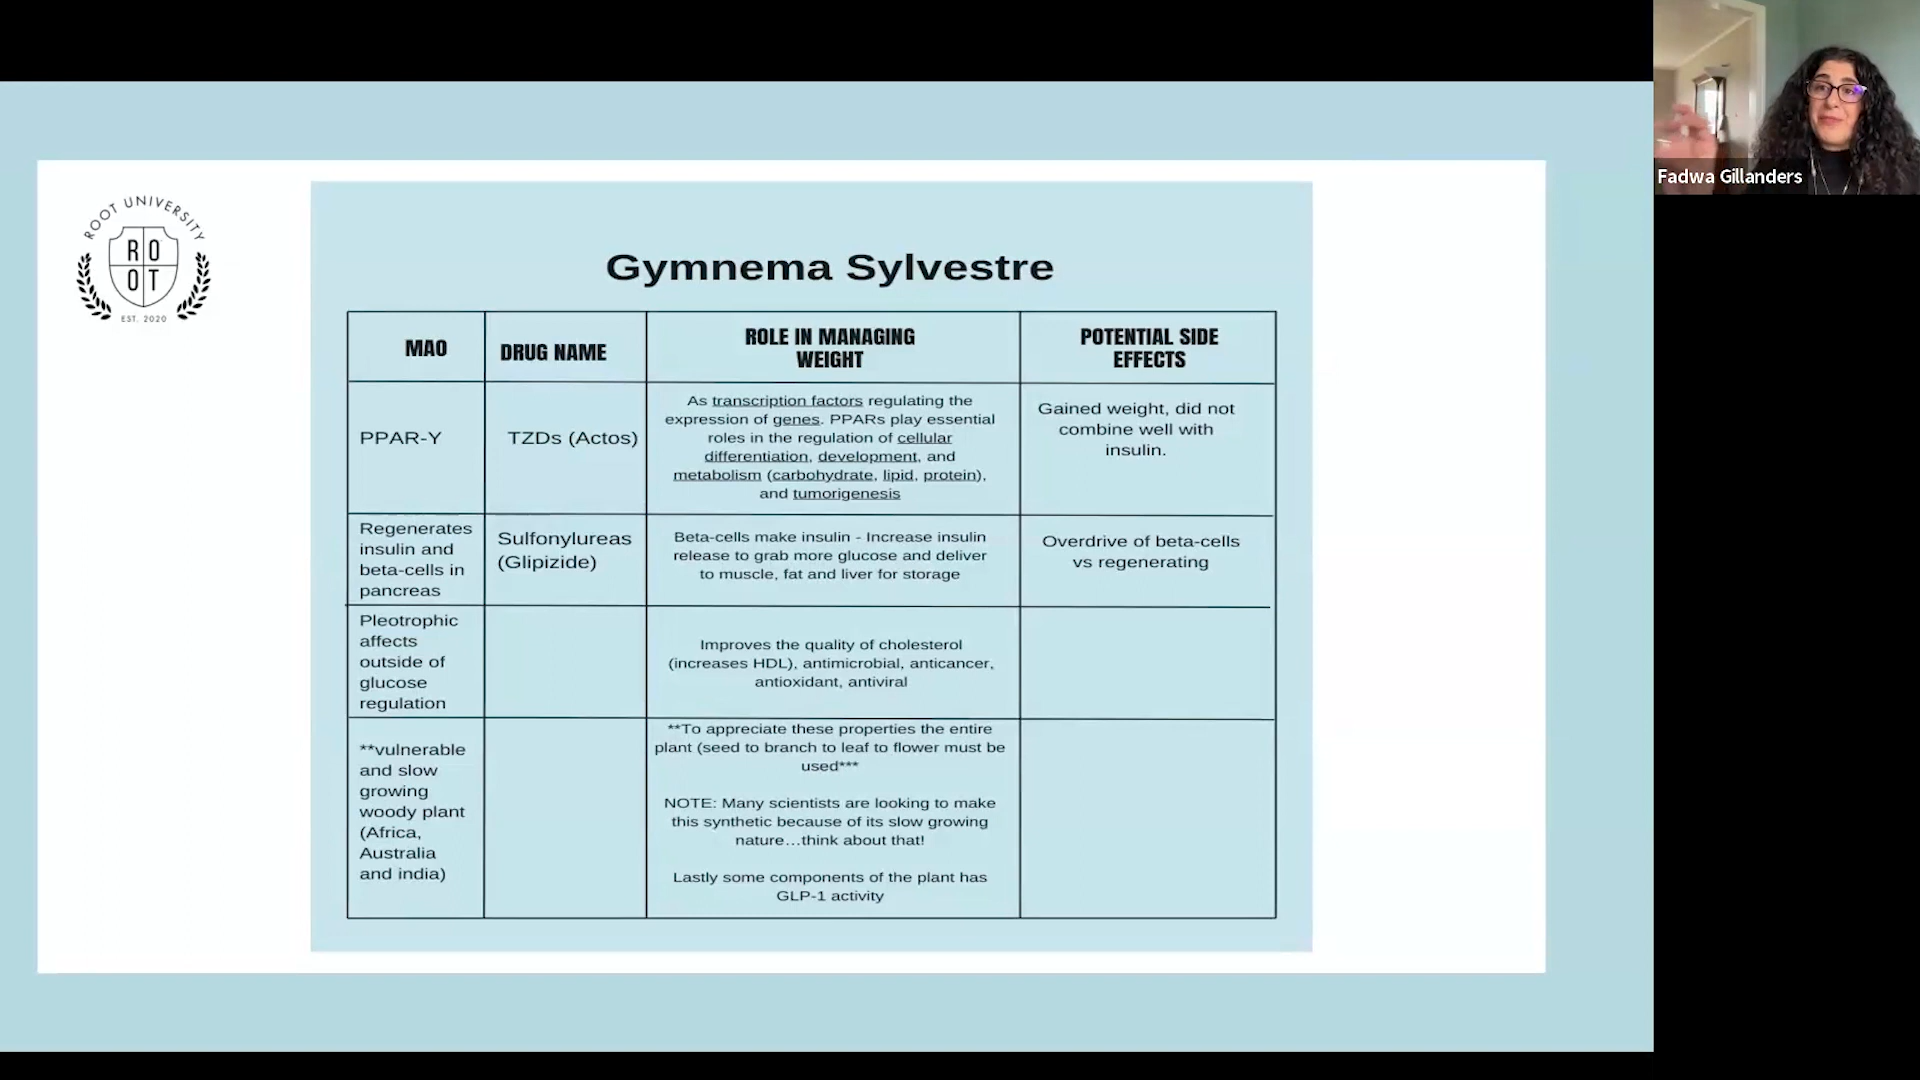 Fadwa Gillanders
ROOT UNIVERSITY
RO
OT
EST. 2020
Gymnema Sylvestre
MAO
DRUG NAME
ROLE IN MANAGING
WEIGHT
POTENTIAL SIDE
EFFECTS
PPAR-Y
TZDs (Actos)
As transcription factors regulating the
expression of genes. PPARs play essential
roles in the regulation of cellular
differentiation, development, and
metabolism (carbohydrate, lipid, protein),
and tumorigenesis
Gained weight, did not
combine well with
insulin.
Regenerates
insulin and
beta-cells in
pancreas
Sulfonylureas
(Glipizide)
Beta-cells make insulin - Increase insulin
release to grab more glucose and deliver
to muscle, fat and liver for storage
Overdrive of beta-cells
vs regenerating
Pleotrophic
affects
outside of
glucose
regulation
Improves the quality of cholesterol
(increases HDL), antimicrobial, anticancer,
antioxidant, antiviral
**vulnerable
and slow
growing
woody plant
(Africa,
Australia
and india)
**To appreciate these properties the entire
plant (seed to branch to leaf to flower must be
used***
NOTE: Many scientists are looking to make
this synthetic because of its slow growing
nature...think about that!
Lastly some components of the plant has
GLP-1 activity